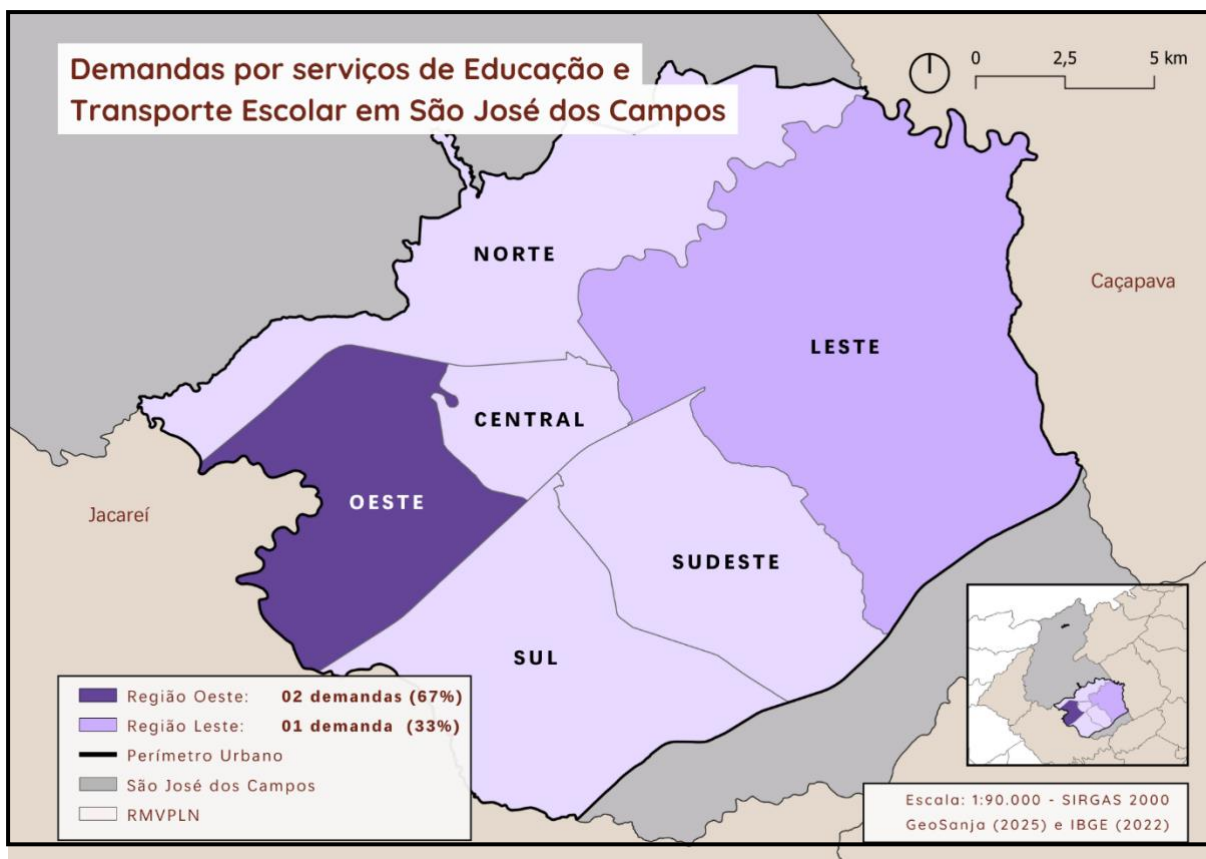 Demandas por serviços de Educação e
Transporte Escolar em São José dos Campos
0 2,5 5 km
NORTE
Caçapava
LESTE
CENTRAL
OESTE
Jacareí
SUDESTE
SUL
Região Oeste: 02 demandas (67%)
Região Leste: 01 demanda (33%)
Perímetro Urbano
São José dos Campos
RMVPLN
Escala: 1:90.000 - SIRGAS 2000
GeoSanja (2025) e IBGE (2022)